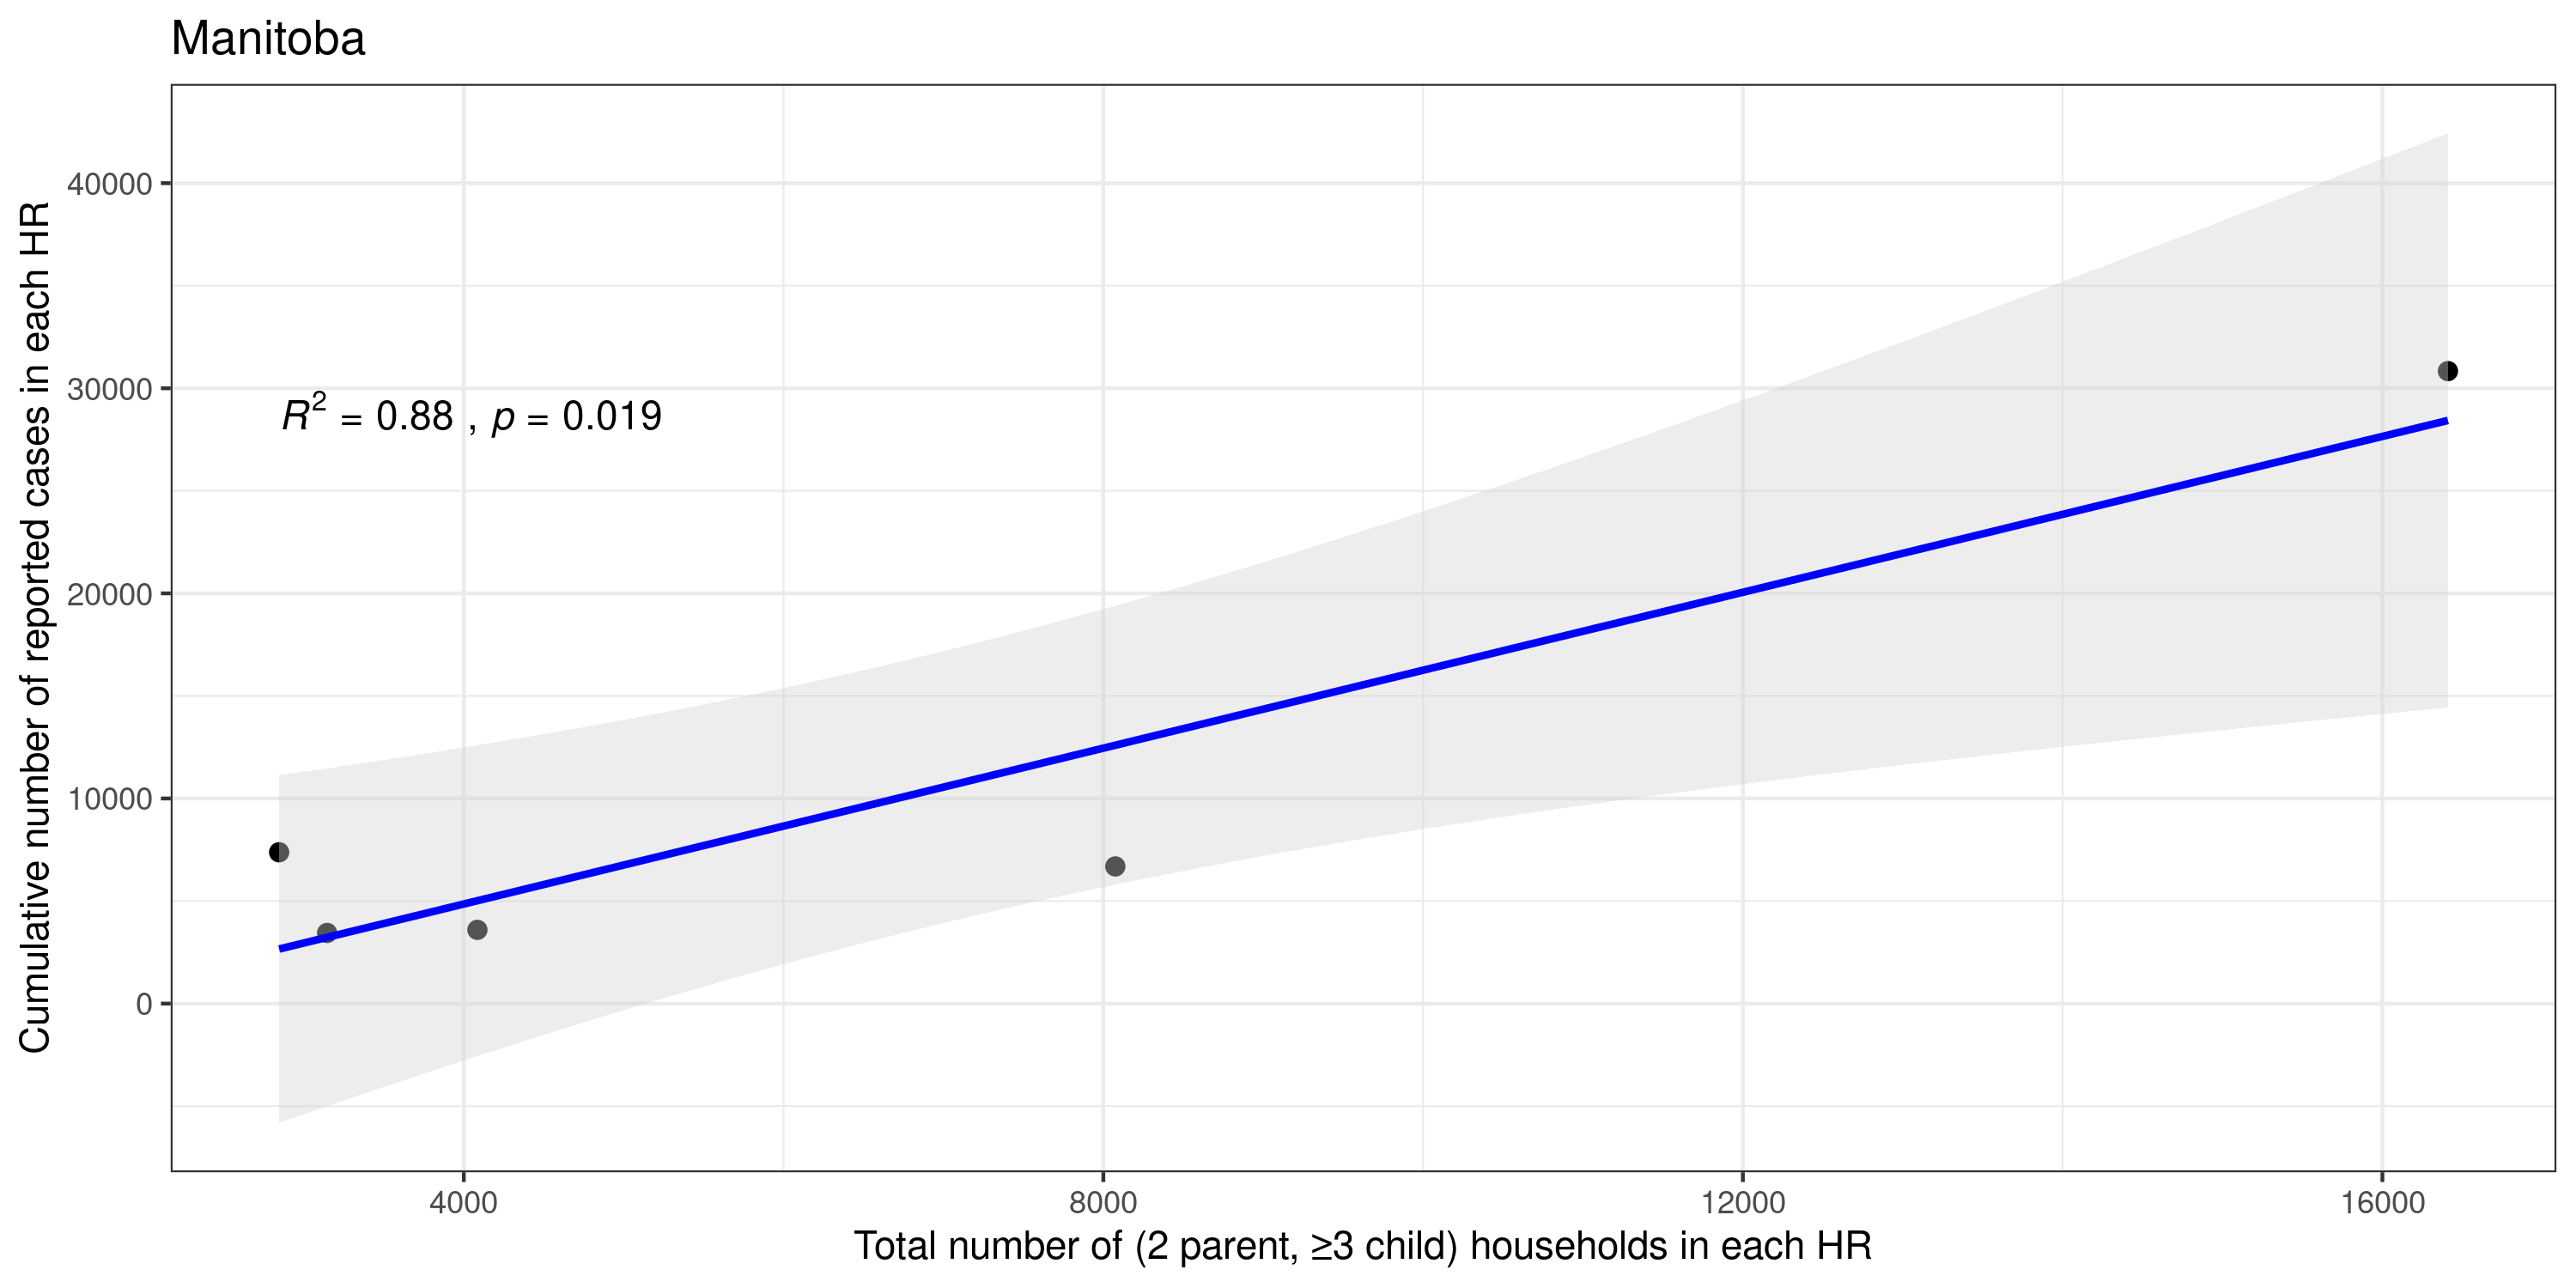 Manitoba
Cumulative number of reported cases in each HR
40000
30000
20000
10000
0
R² = 0.88 , p = 0.019
4000 8000 12000 16000
Total number of (2 parent, ≥3 child) households in each HR